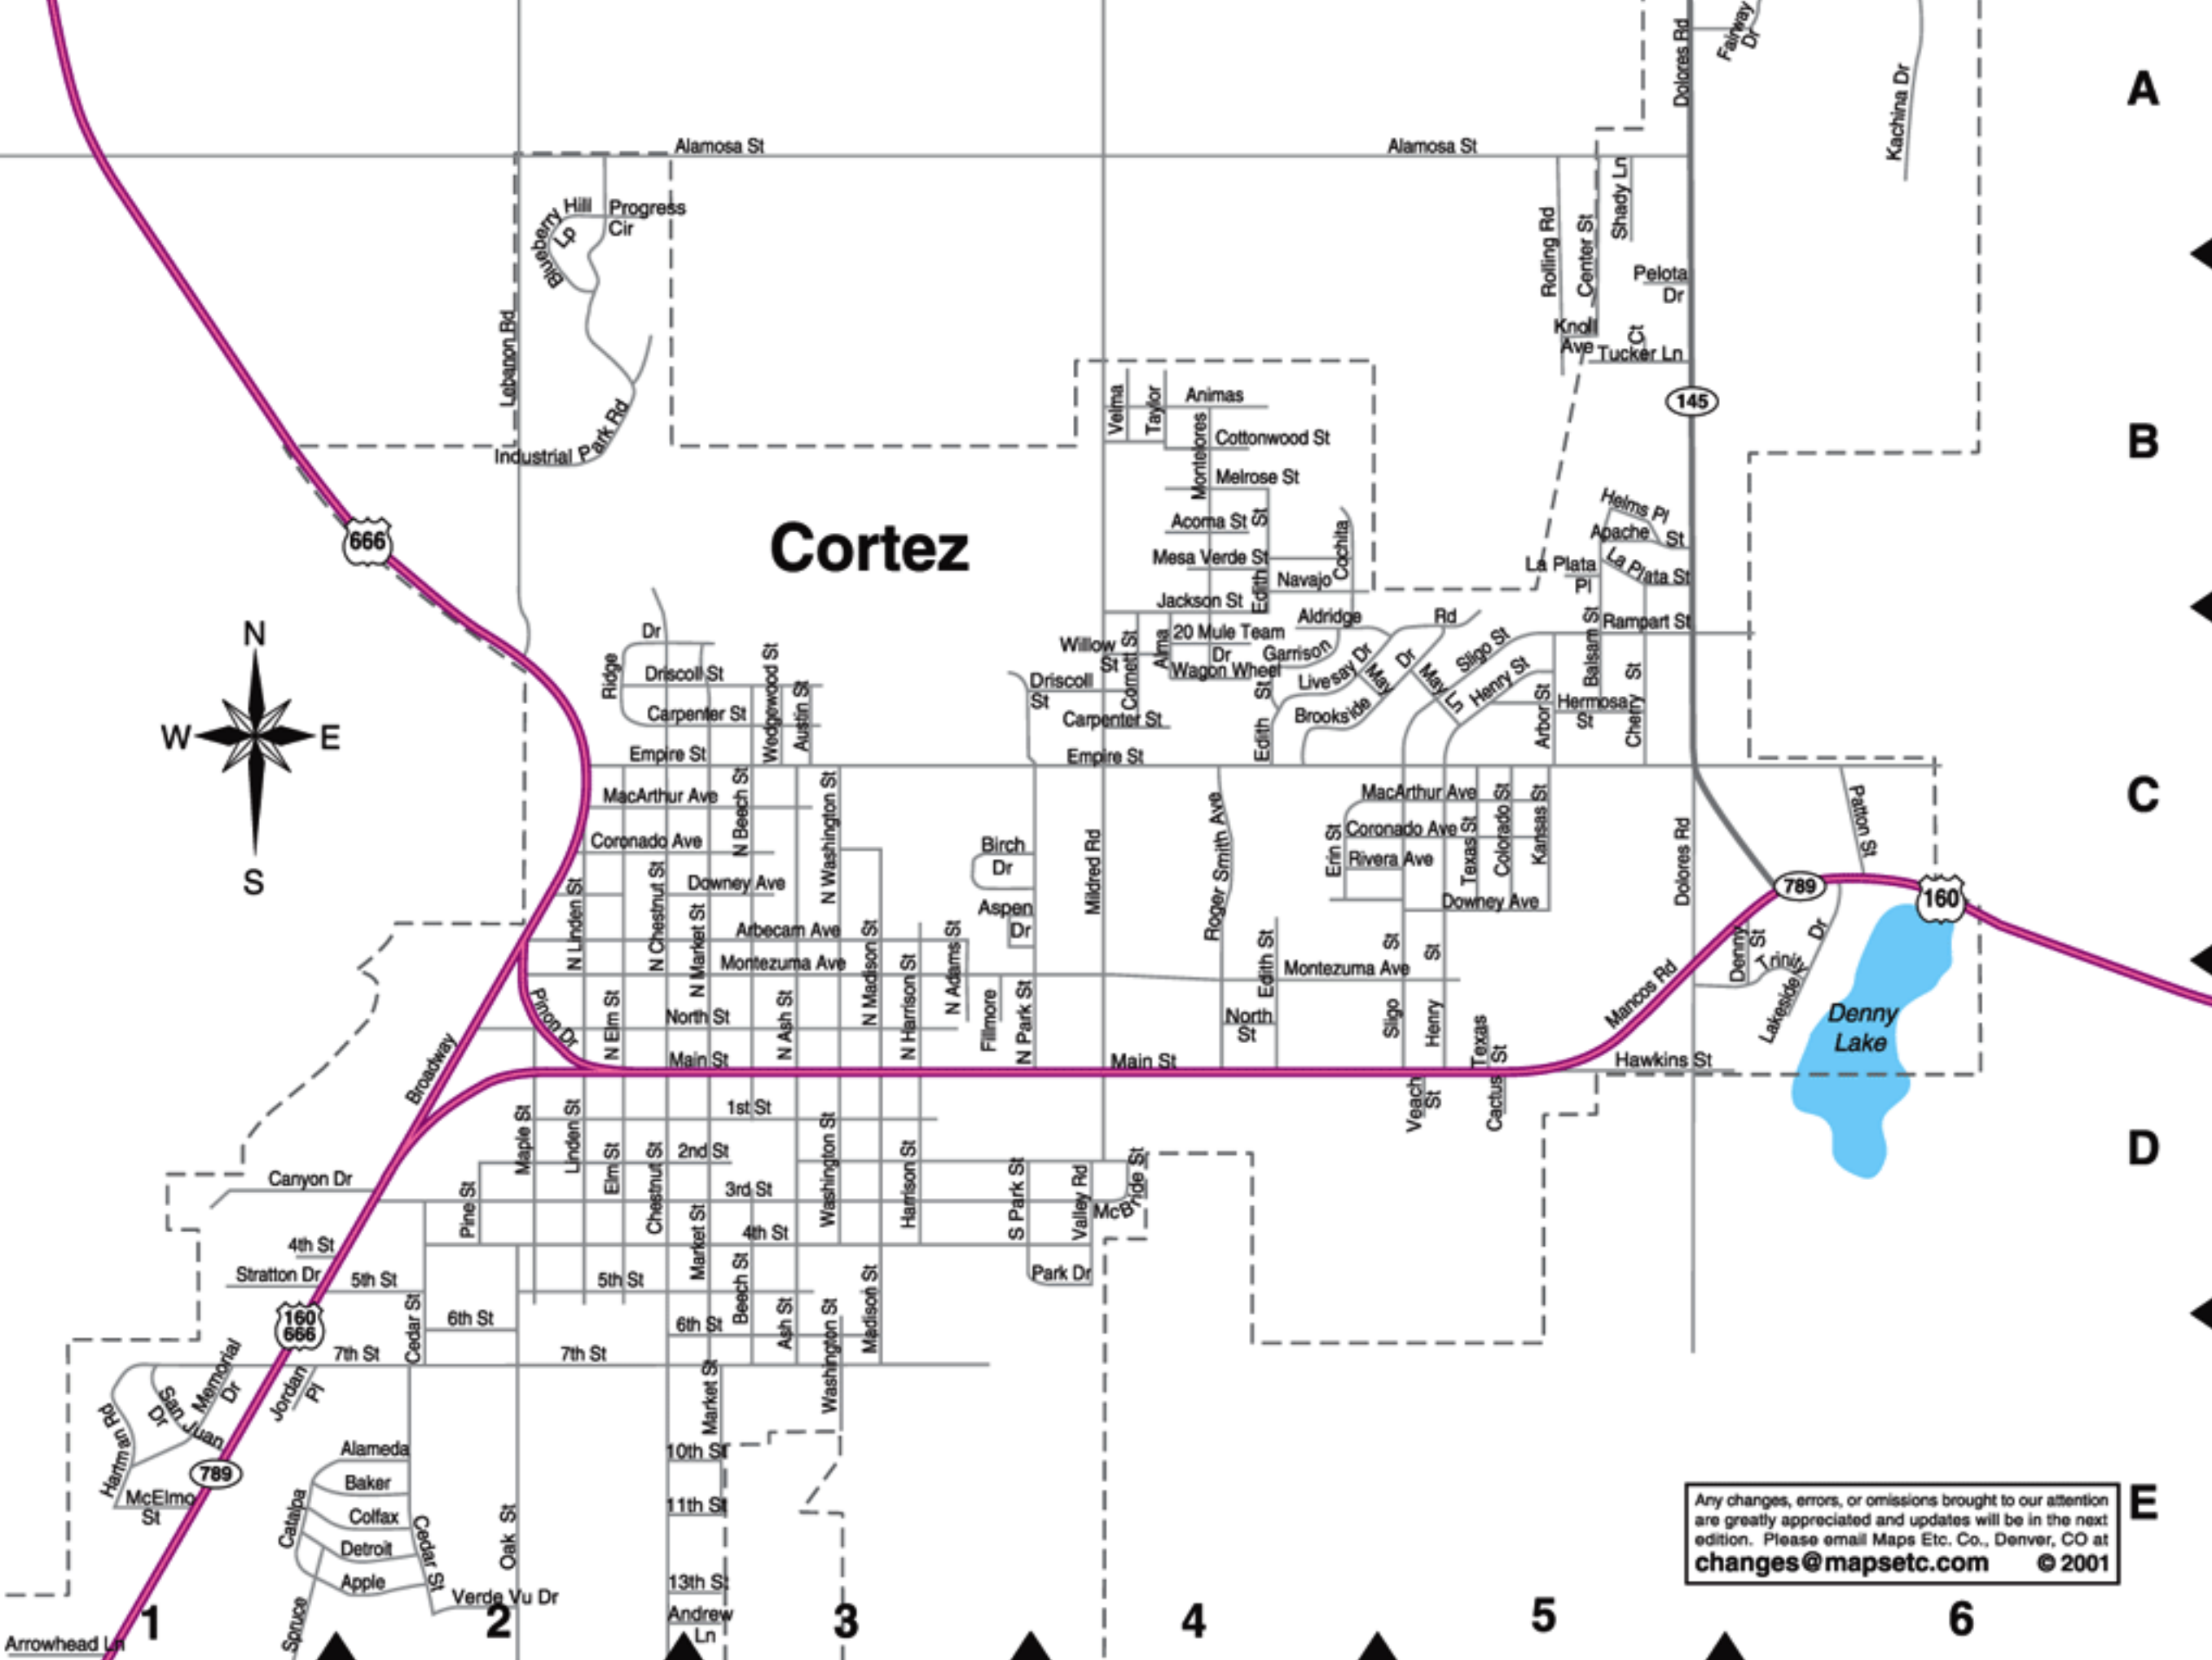 Dolores Rd
Fairway
Dr
Kachina Dr
A
Alamosa St
Alamosa St
Blueberry Hill
Lp
Progress
Cir
Rolling Rd
Center St
Shady Ln
Pelota
Dr
Lebanon Rd
Knoll
Ave
Ct
Tucker Ln
145
Industrial Park Rd
Velma
Taylor
Animas
Montelores
Cottonwood St
B
Melrose St
666
Cortez
Acoma St
Edith St
Cochita
Mesa Verde St
Navajo
Jackson St
Helms Pl
Apache St
La Plata
Pl
La Plata St
Rampart St
Balsam St
N
W
E
S
Ridge
Dr
Driscoll St
Carpenter St
Wedgewood St
Austin St
Empire St
Willow
St
Cornett St
Alma
20 Mule Team
Dr
Wagon Wheel
Aldridge
Rd
Garrison
Livesay Dr
May
Brookside
Dr
May Ln
Sligo St
Henry St
Driscoll
St
Carpenter St
Empire St
Edith St
Arbor St
Hermosa
St
Cherry St
C
MacArthur Ave
N Beech St
N Washington St
Coronado Ave
Downey Ave
N Linden St
N Chestnut St
N Market St
Arbecam Ave
Montezuma Ave
N Madison St
N Harrison St
N Adams St
Birch
Dr
Aspen
Dr
Mildred Rd
Roger Smith Ave
MacArthur Ave
Erin St
Coronado Ave
Rivera Ave
Texas St
Colorado St
Kansas St
Downey Ave
Dolores Rd
Patton St
789
160
Edith St
Montezuma Ave
Sligo St
Henry St
North
St
Texas
Denny
St
Trinity
Lakeside Dr
Denny
Lake
Mancos Rd
Hawkins St
Pinon Dr
N Elm St
North St
N Ash St
Fillmore
N Park St
Broadway
Main St
Main St
Veach
St
Cactus St
D
1st St
Maple St
Linden St
Elm St
Chestnut St
2nd St
Washington St
Harrison St
Canyon Dr
Pine St
3rd St
S Park St
Valley Rd
McBride St
4th St
Market St
4th St
Stratton Dr
5th St
5th St
Beech St
Madison St
Park Dr
160
666
Cedar St
6th St
6th St
Ash St
Washington St
7th St
7th St
Memorial
Dr
San Juan
Dr
Jordan
Pl
Hartman Rd
789
McElmo
St
Market St
Alameda
Baker
Catalpa
Colfax
Detroit
Apple
Cedar St
Oak St
Verde Vu Dr
Spruce
Arrowhead Ln
10th St
11th St
13th St
Andrew
Ln
E
Any changes, errors, or omissions brought to our attention
are greatly appreciated and updates will be in the next
edition. Please email Maps Etc. Co., Denver, CO at
changes@mapsetc.com © 2001
1
2
3
4
5
6